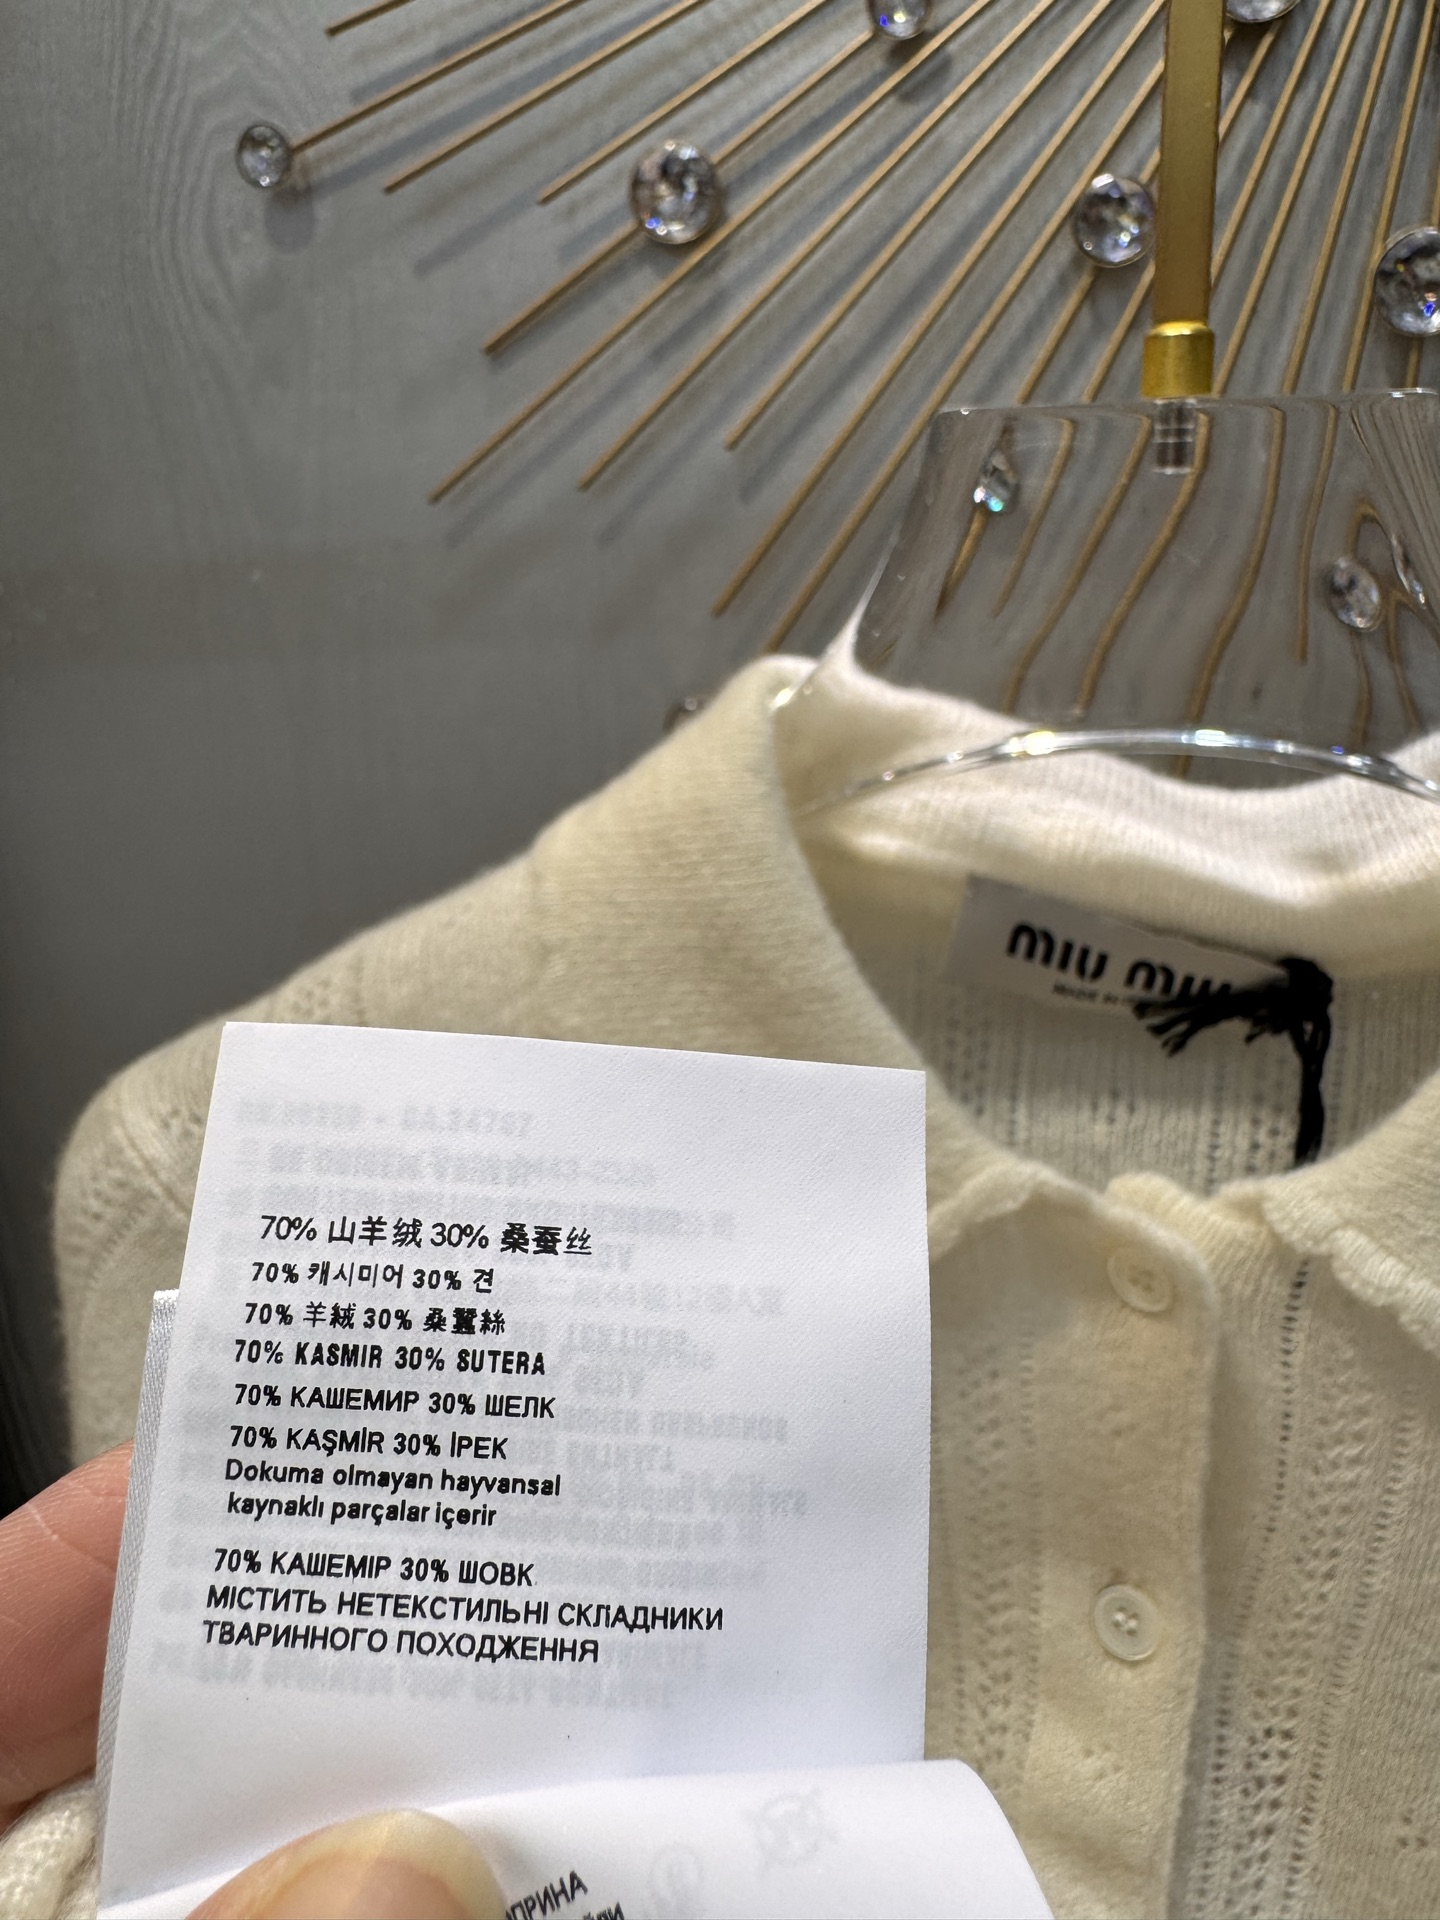 miu miu
MADE IN
70% 山羊绒 30% 桑蚕丝
70% 캐시미어 30% 견
70% 羊絨 30% 桑蠶絲
70% KASMIR 30% SUTERA
70% КАШЕМИР 30% ШЕЛК
70% KAŞMİR 30% İPEK
Dokuma olmayan hayvansal
kaynaklı parçalar içerir
70% КАШЕМІР 30% ШОВК
МІСТИТЬ НЕТЕКСТИЛЬНІ СКЛАДНИКИ
ТВАРИННОГО ПОХОДЖЕННЯ